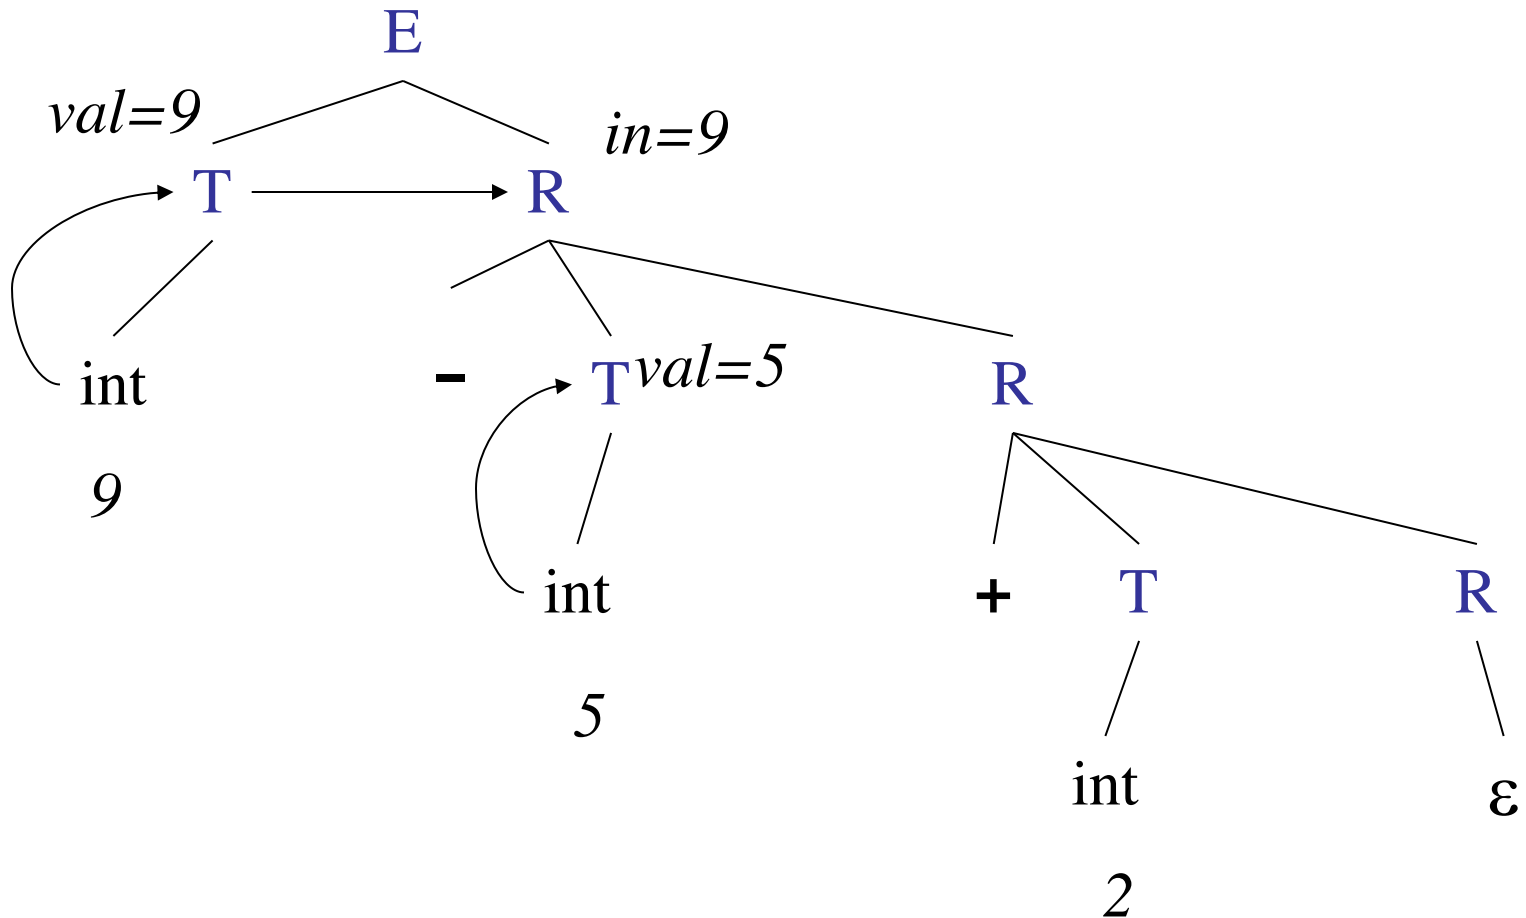 E
val=9
in=9
T R
int - T val=5 R
9
int + T R
5
int ε
2